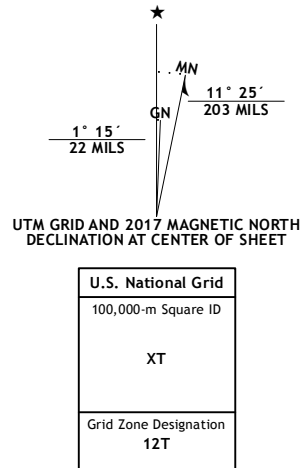 ★
MN
11° 25´
203 MILS
GN
1° 15´
22 MILS
UTM GRID AND 2017 MAGNETIC NORTH
DECLINATION AT CENTER OF SHEET
U.S. National Grid
100,000-m Square ID
XT
Grid Zone Designation
12T